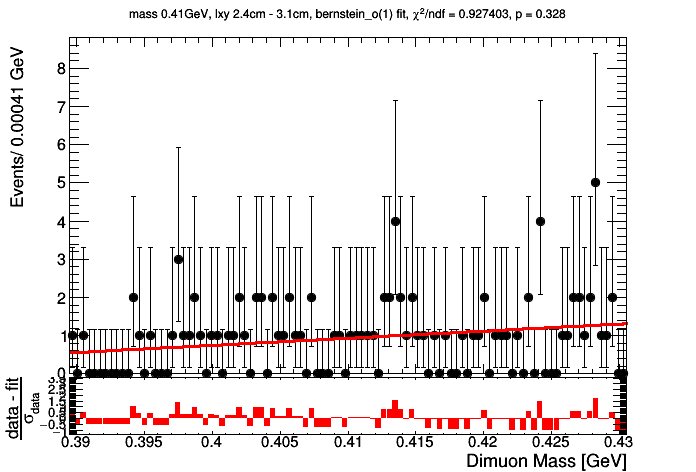 mass 0.41GeV, lxy 2.4cm - 3.1cm, bernstein_o(1) fit, χ²/ndf = 0.927403, p = 0.328
Events/ 0.00041 GeV
8
7
6
5
4
3
2
1
0
data - fit
σdata
0.39 0.395 0.4 0.405 0.41 0.415 0.42 0.425 0.43
Dimuon Mass [GeV]